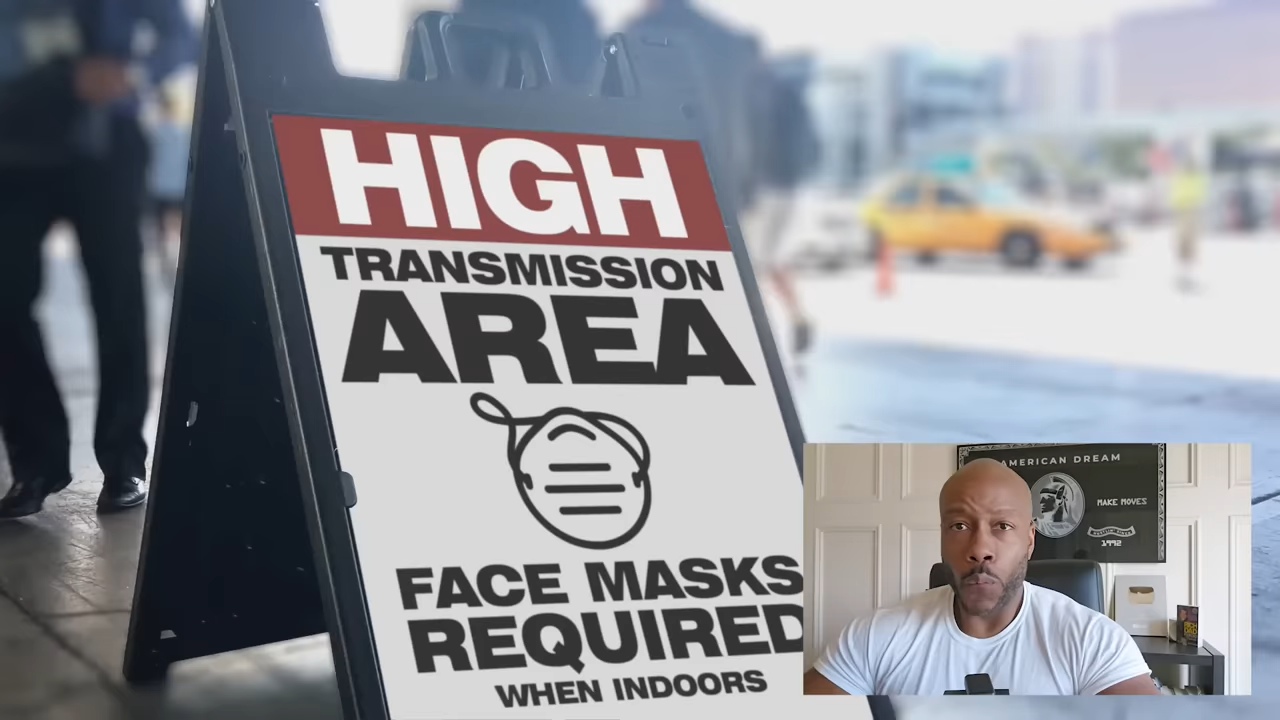 HIGH
TRANSMISSION
AREA
FACE MASKS
REQUIRED
WHEN INDOORS
AMERICAN DREAM
MAKE MOVES
1992